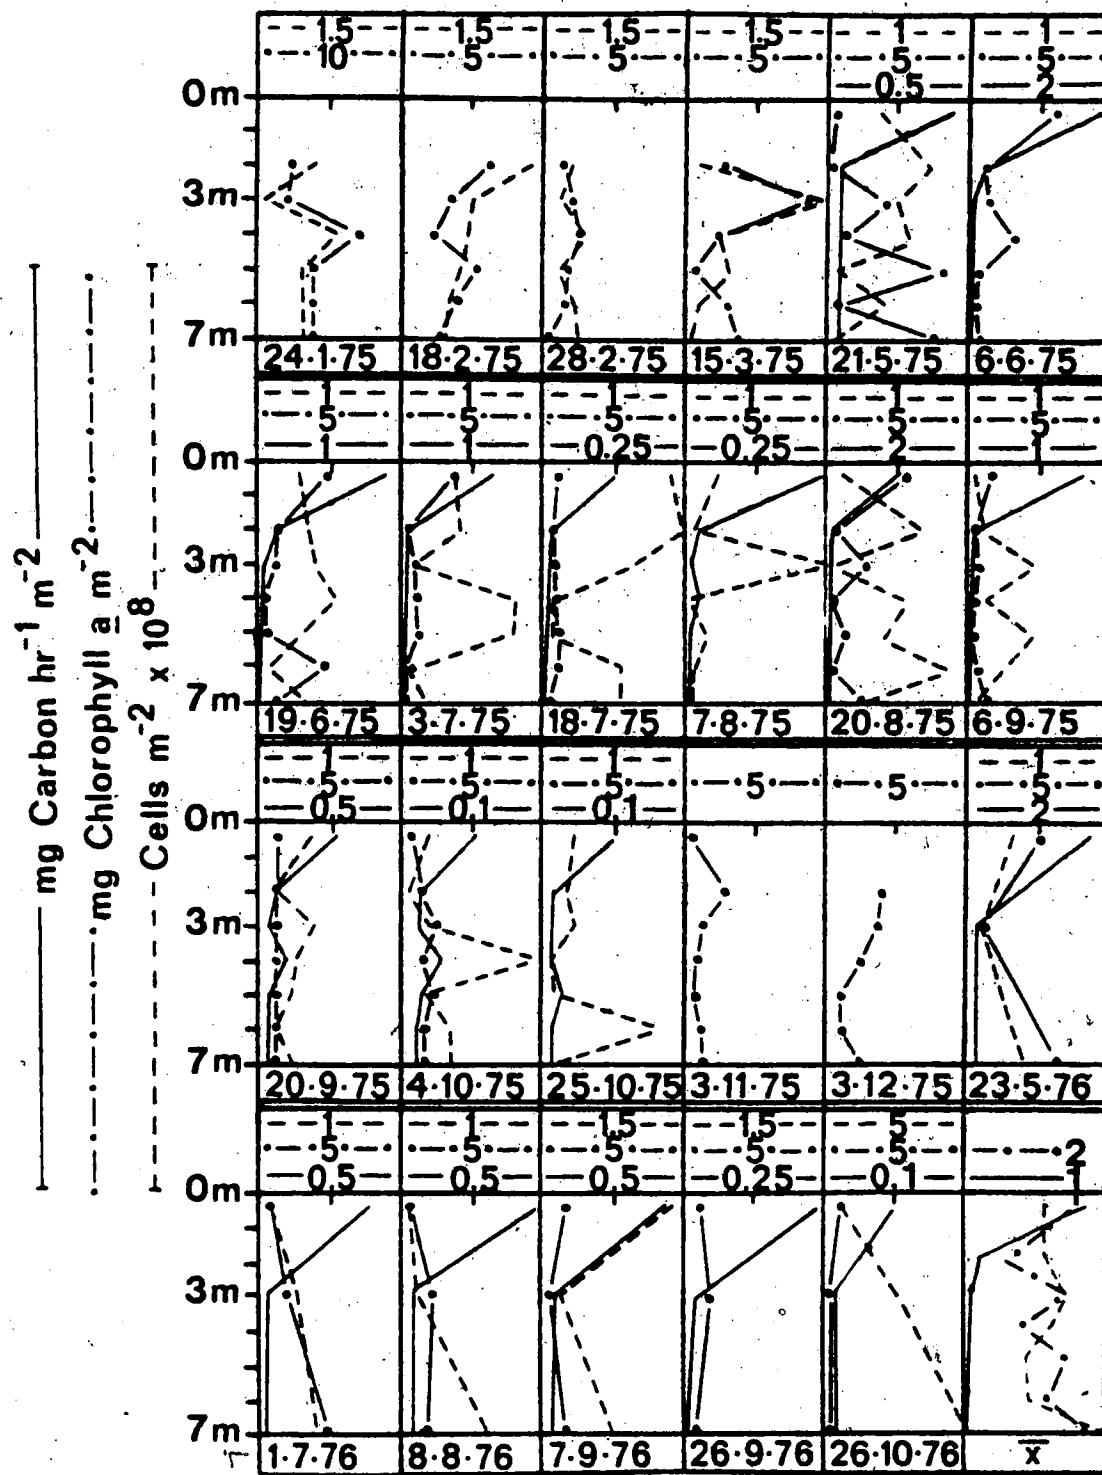 mg Carbon hr⁻¹ m⁻²
mg Chlorophyll a m⁻²
Cells m⁻² x 10⁸
1.5 1.5 1.5 1.5 1 1
10 5 5 5 5 5
0.5 2
0m
3m
7m
24·1·75 18·2·75 28·2·75 15·3·75 21·5·75 6·6·75
1 1 1 1 1 1
5 5 5 5 5 5
1 1 0.25 0.25 2 1
0m
3m
7m
19·6·75 3·7·75 18·7·75 7·8·75 20·8·75 6·9·75
1 1 1 1
5 5 5 5 5 5
0.5 0.1 0.1 2
0m
3m
7m
20·9·75 4·10·75 25·10·75 3·11·75 3·12·75 23·5·76
1 1 1.5 1.5 5
5 5 5 5 5 2
0.5 0.5 0.5 0.25 0.1 1
0m
3m
7m
1·7·76 8·8·76 7·9·76 26·9·76 26·10·76 x̄